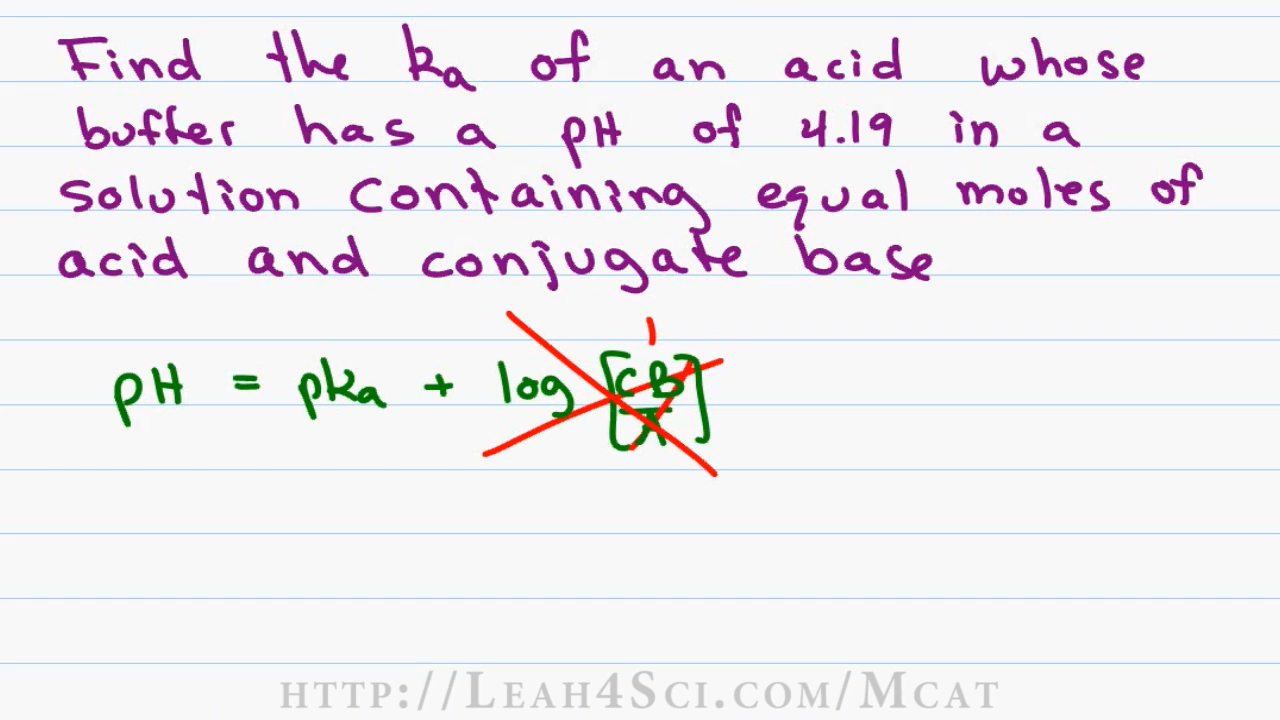 Find the ka of an acid whose
buffer has a pH of 4.19 in a
solution containing equal moles of
acid and conjugate base
1
pH = pka + log [CB/A]
HTTP://LEAH4SCI.COM/MCAT